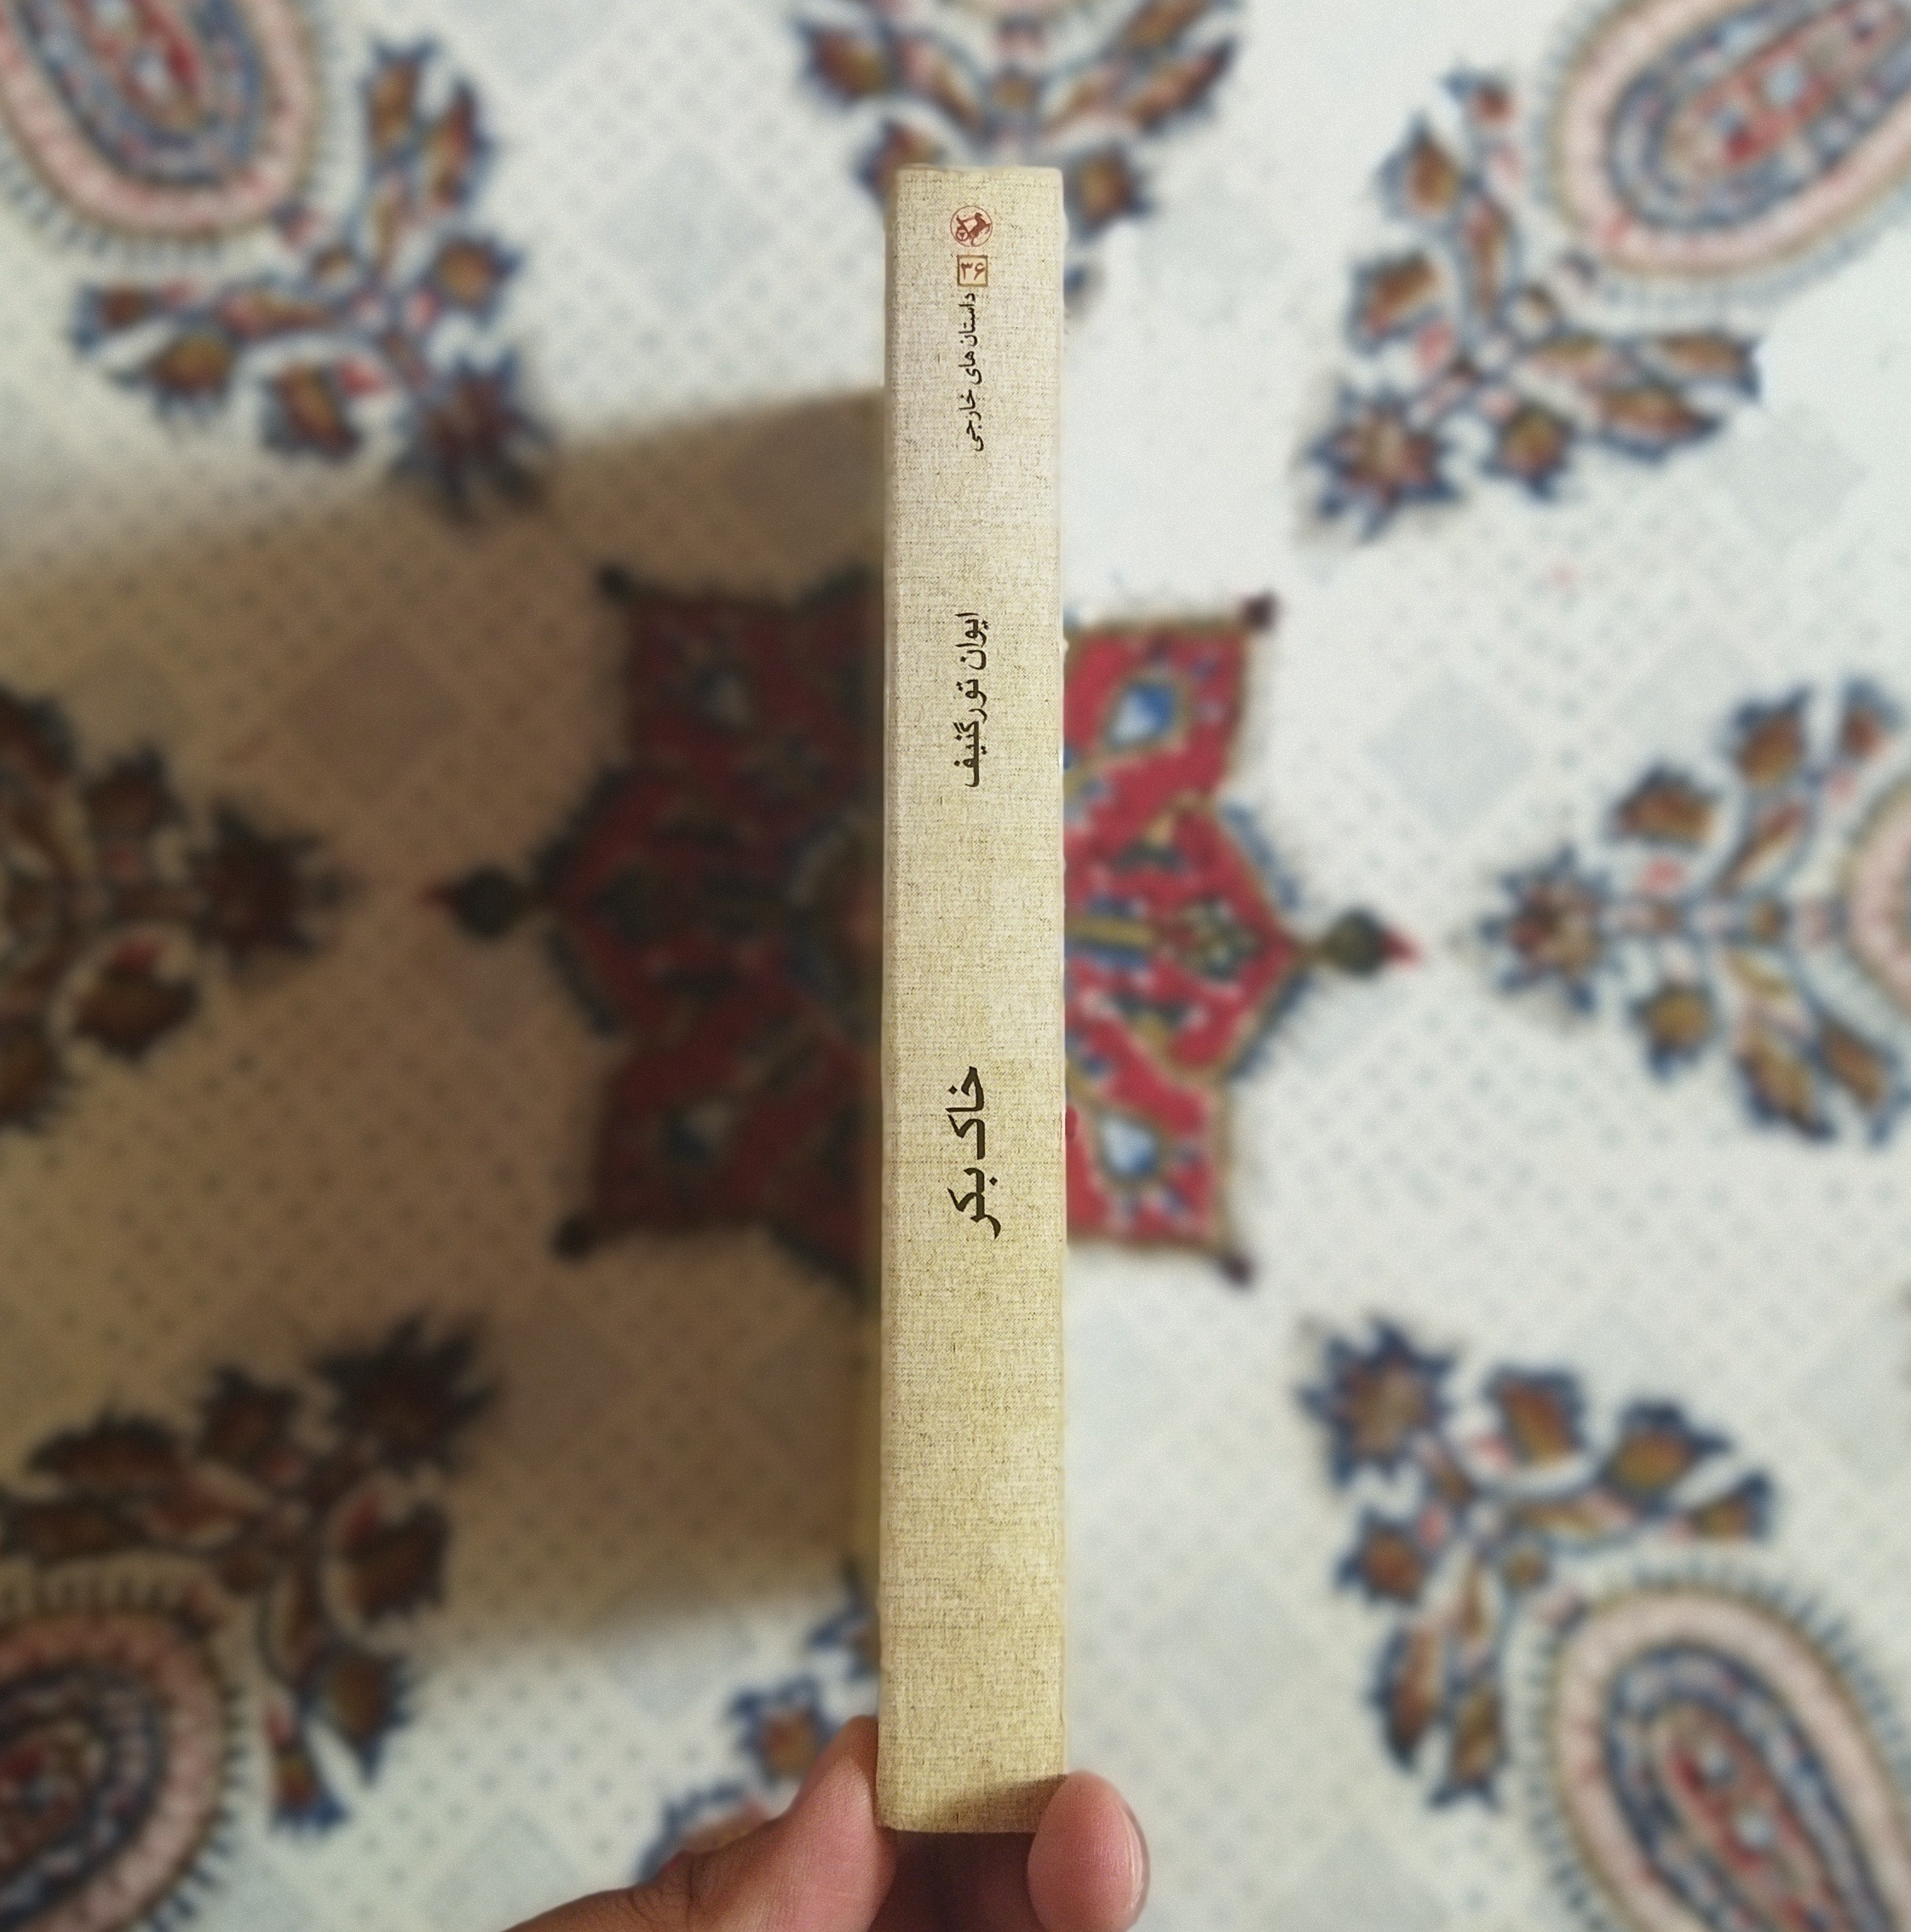 ۳۶
داستان های خارجی
ایوان تورگنیف
خاک بکر